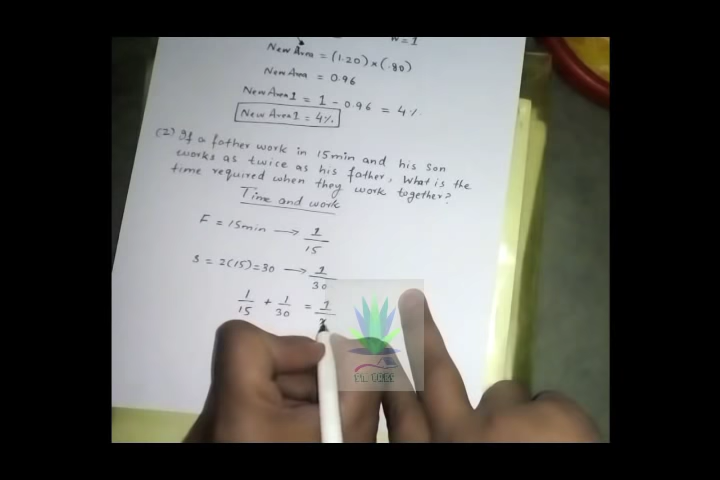 n = 1
New Area = (1.20) x (.80)
New Area = 0.96
New Area 1 = 1 - 0.96 = 4%
New Area 1 = 4%
(2) If a father work in 15min and his son
works as twice as his father, What is the
time required when they work together?
Time and work
F = 15min → 1/15
S = 2(15) = 30 → 1/30
1/15 + 1/30 = 1/x